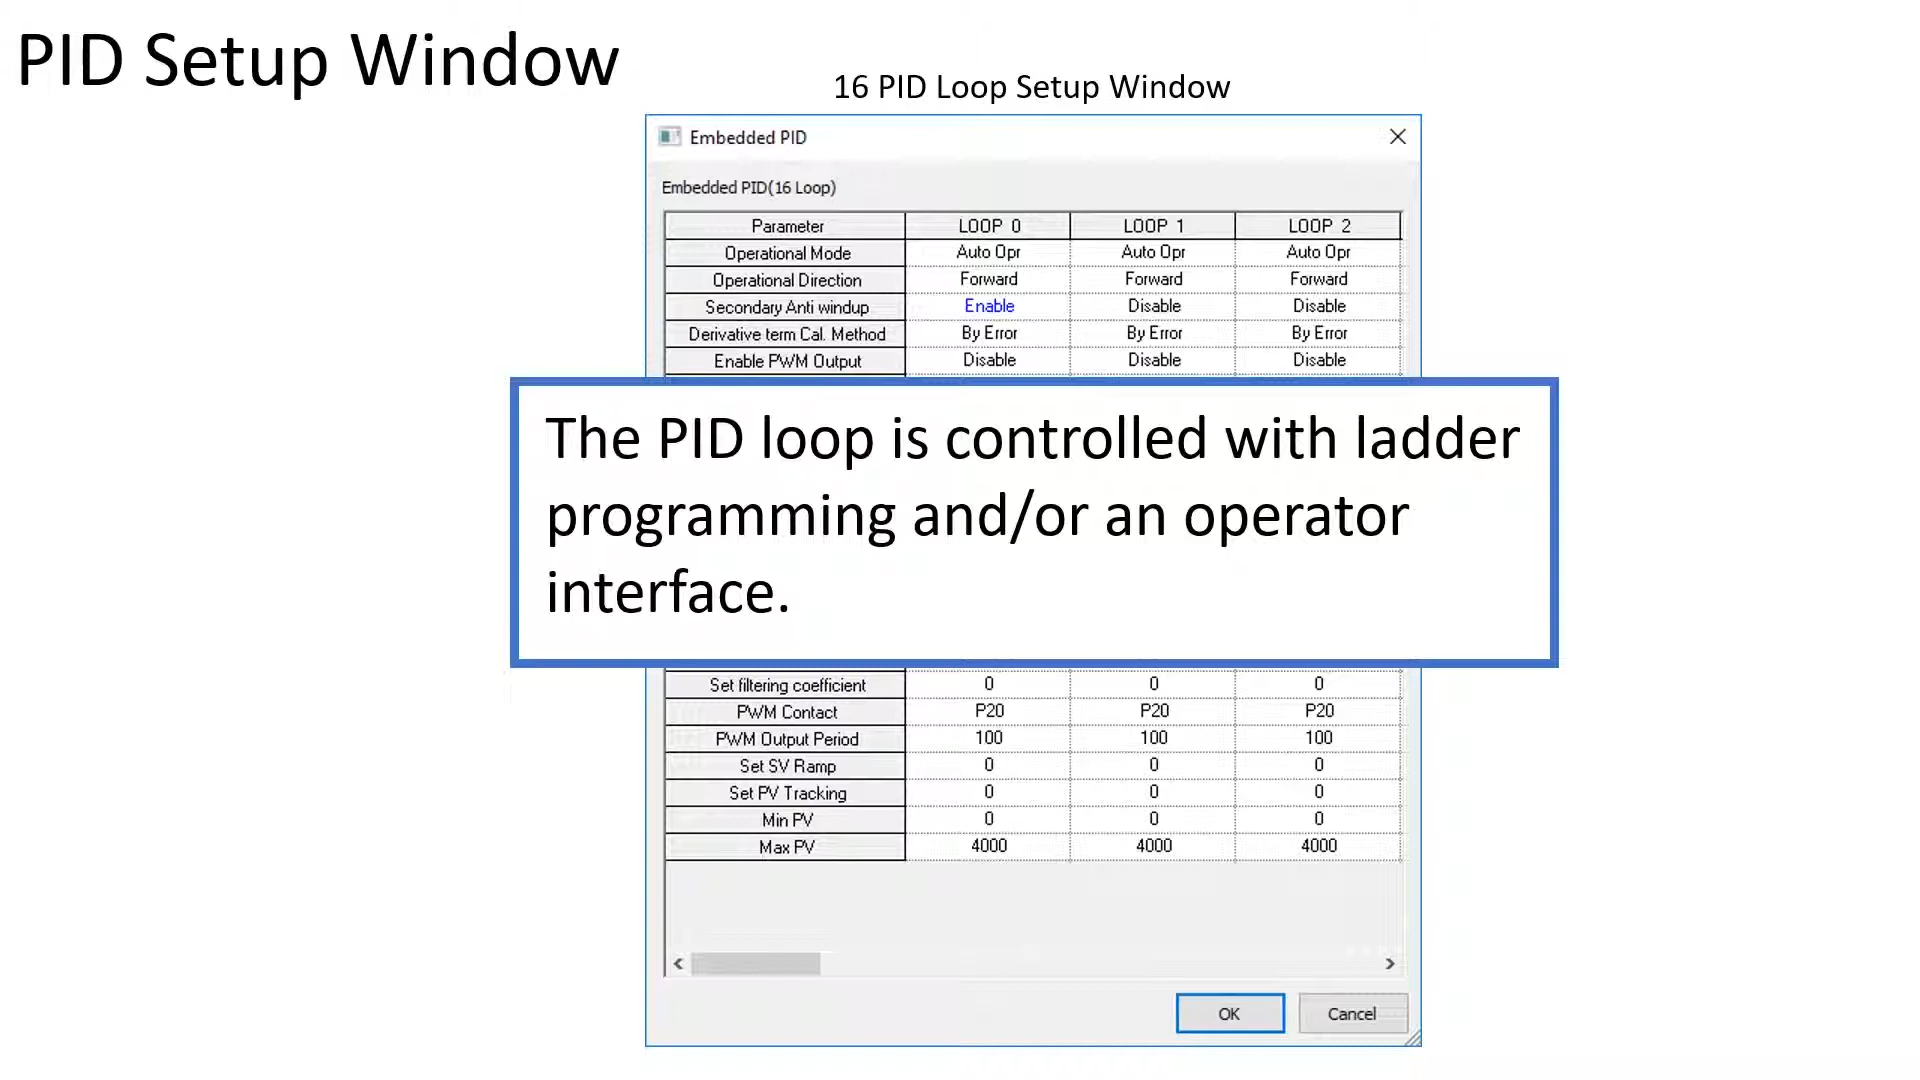 PID Setup Window
16 PID Loop Setup Window
Embedded PID
Embedded PID(16 Loop)
Parameter LOOP 0 LOOP 1 LOOP 2
Operational Mode Auto Opr Auto Opr Auto Opr
Operational Direction Forward Forward Forward
Secondary Anti windup Enable Disable Disable
Derivative term Cal. Method By Error By Error By Error
Enable PWM Output Disable Disable Disable
The PID loop is controlled with ladder
programming and/or an operator
interface.
Set filtering coefficient 0 0 0
PWM Contact P20 P20 P20
PWM Output Period 100 100 100
Set SV Ramp 0 0 0
Set PV Tracking 0 0 0
Min PV 0 0 0
Max PV 4000 4000 4000
OK Cancel